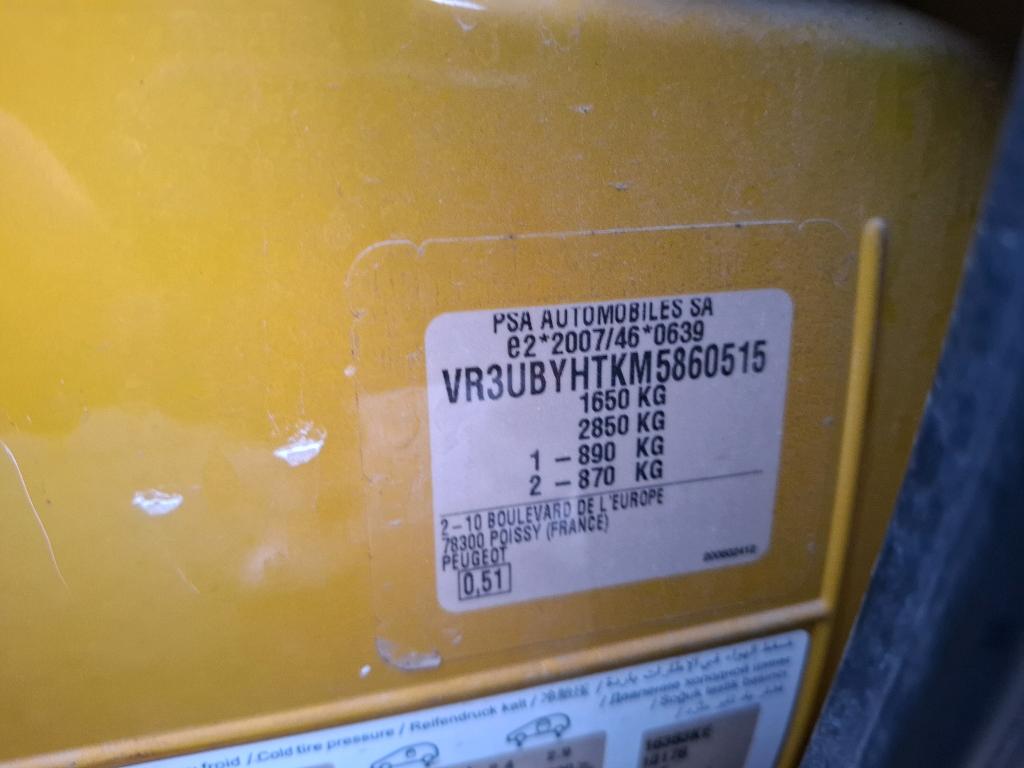 PSA AUTOMOBILES SA
e2*2007/46*0639
VR3UBYHTKM5860515
1650 KG
2850 KG
1 – 890 KG
2 – 870 KG
2–10 BOULEVARD DE L'EUROPE
78300 POISSY (FRANCE)
PEUGEOT
0,51
froid / Cold tire pressure / Reifendruck kalt /